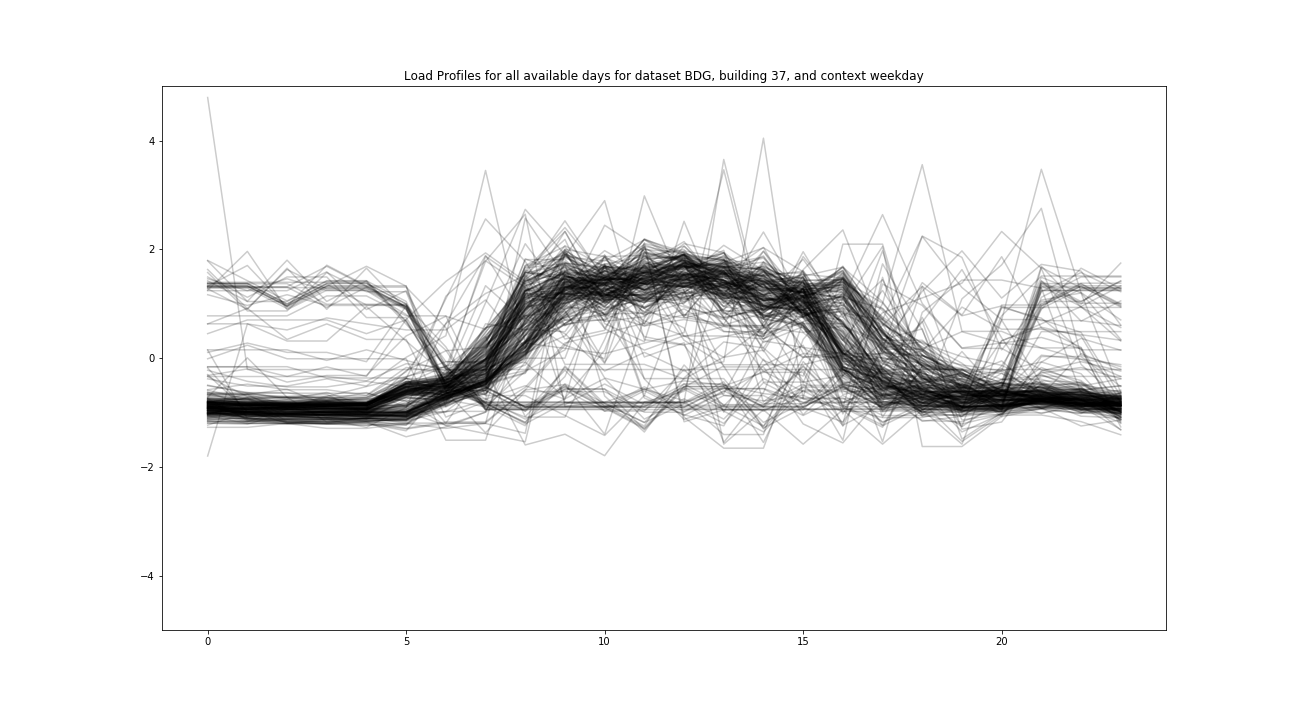 Load Profiles for all available days for dataset BDG, building 37, and context weekday
4
2
0
−2
−4
0 5 10 15 20